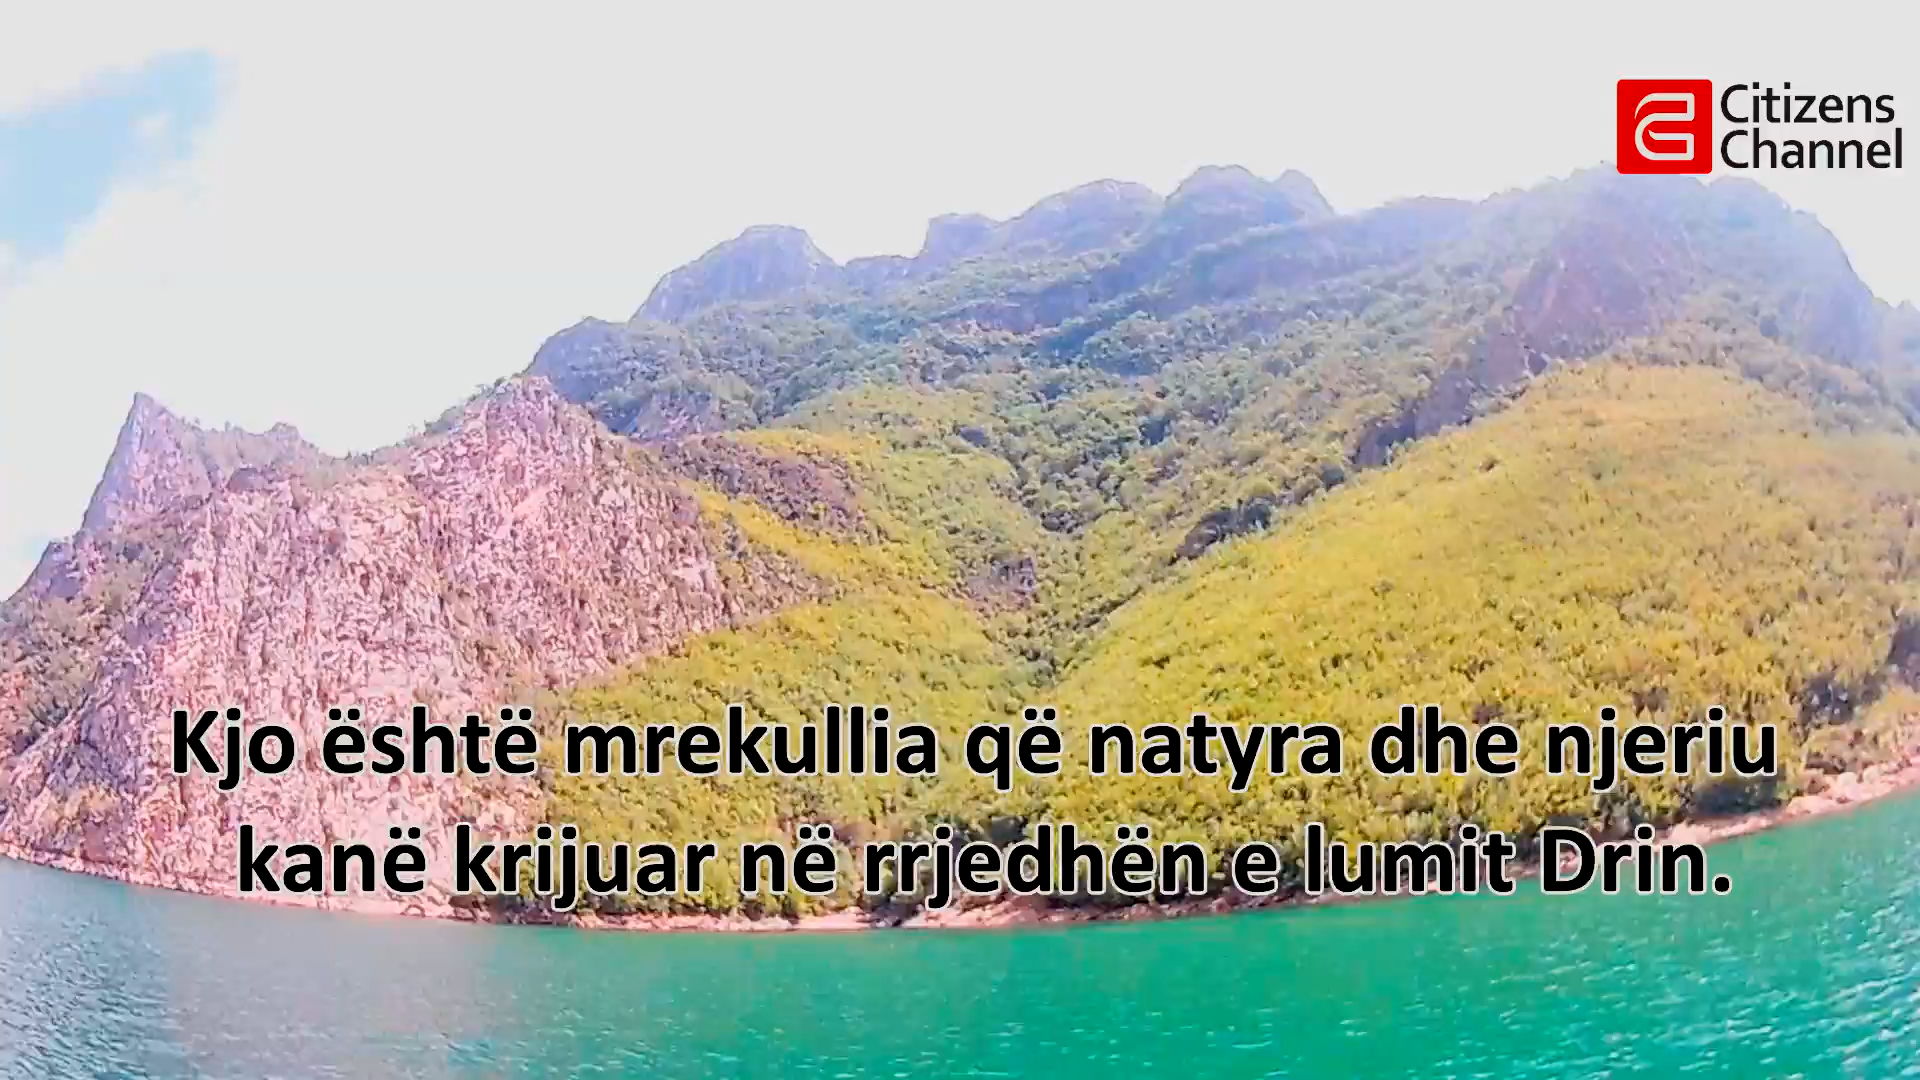 Citizens
Channel
Kjo është mrekullia që natyra dhe njeriu
kanë krijuar në rrjedhën e lumit Drin.